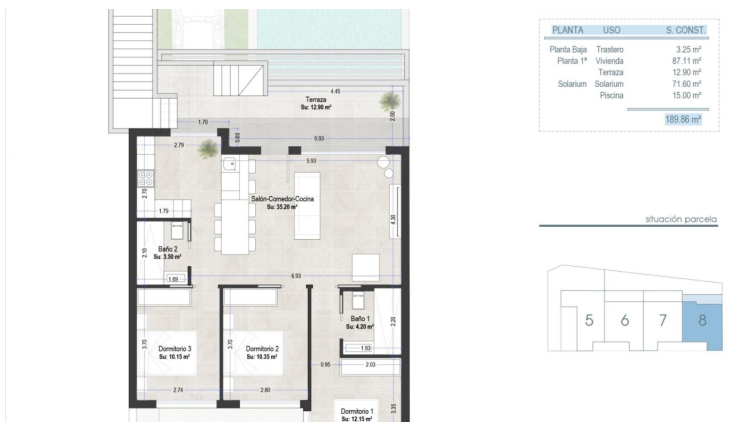 PLANTA USO S. CONST.
Planta Baja Trastero 3.25 m²
Planta 1ª Vivienda 87.11 m²
Terraza 12.90 m²
Solarium Solarium 71.60 m²
Piscina 15.00 m²
189.86 m²
situación parcela
5 6 7 8
4.45
Terraza
Su: 12.90 m²
2.00
1.70
0.60
5.93
2.79
5.93
2.70
Salón-Comedor-Cocina
Su: 35.20 m²
1.79
4.30
Baño 2
Su: 3.50 m²
2.10
1.69
6.93
Baño 1
Su: 4.20 m²
2.20
1.93
3.70
Dormitorio 3
Su: 10.15 m²
3.70
Dormitorio 2
Su: 10.35 m²
0.95
2.03
2.74
2.80
Dormitorio 1
Su: 12.15 m²
3.35